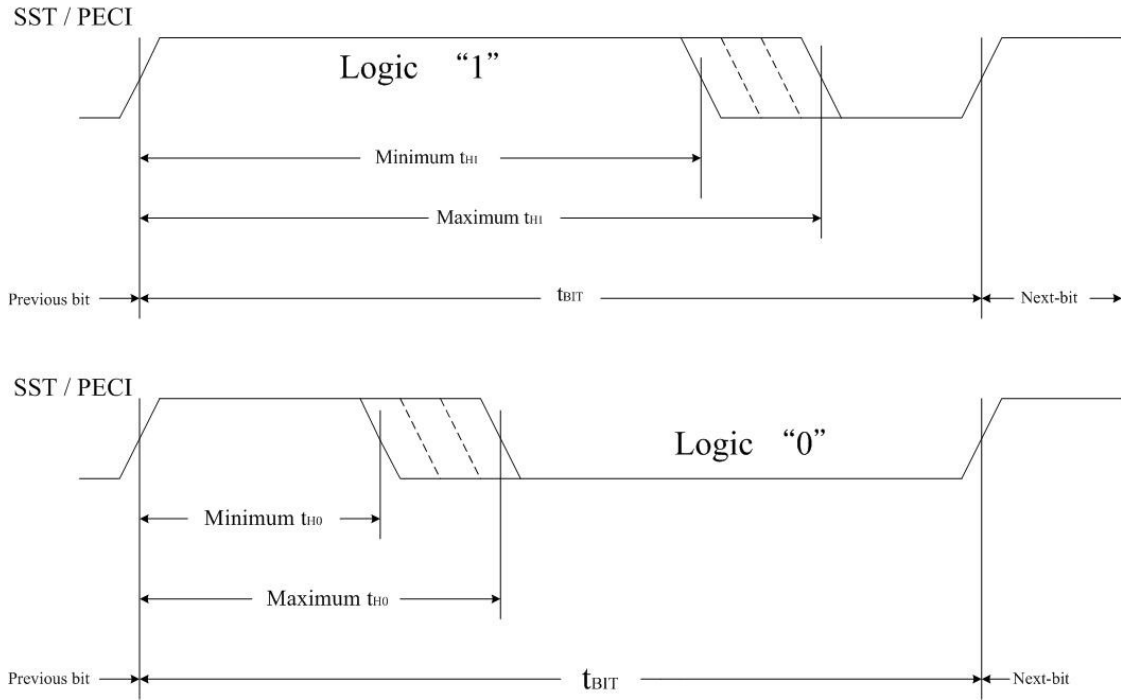 SST / PECI
Logic “1”
Minimum tH1
Maximum tH1
Previous bit
tBIT
Next-bit
SST / PECI
Logic “0”
Minimum tH0
Maximum tH0
Previous bit
tBIT
Next-bit